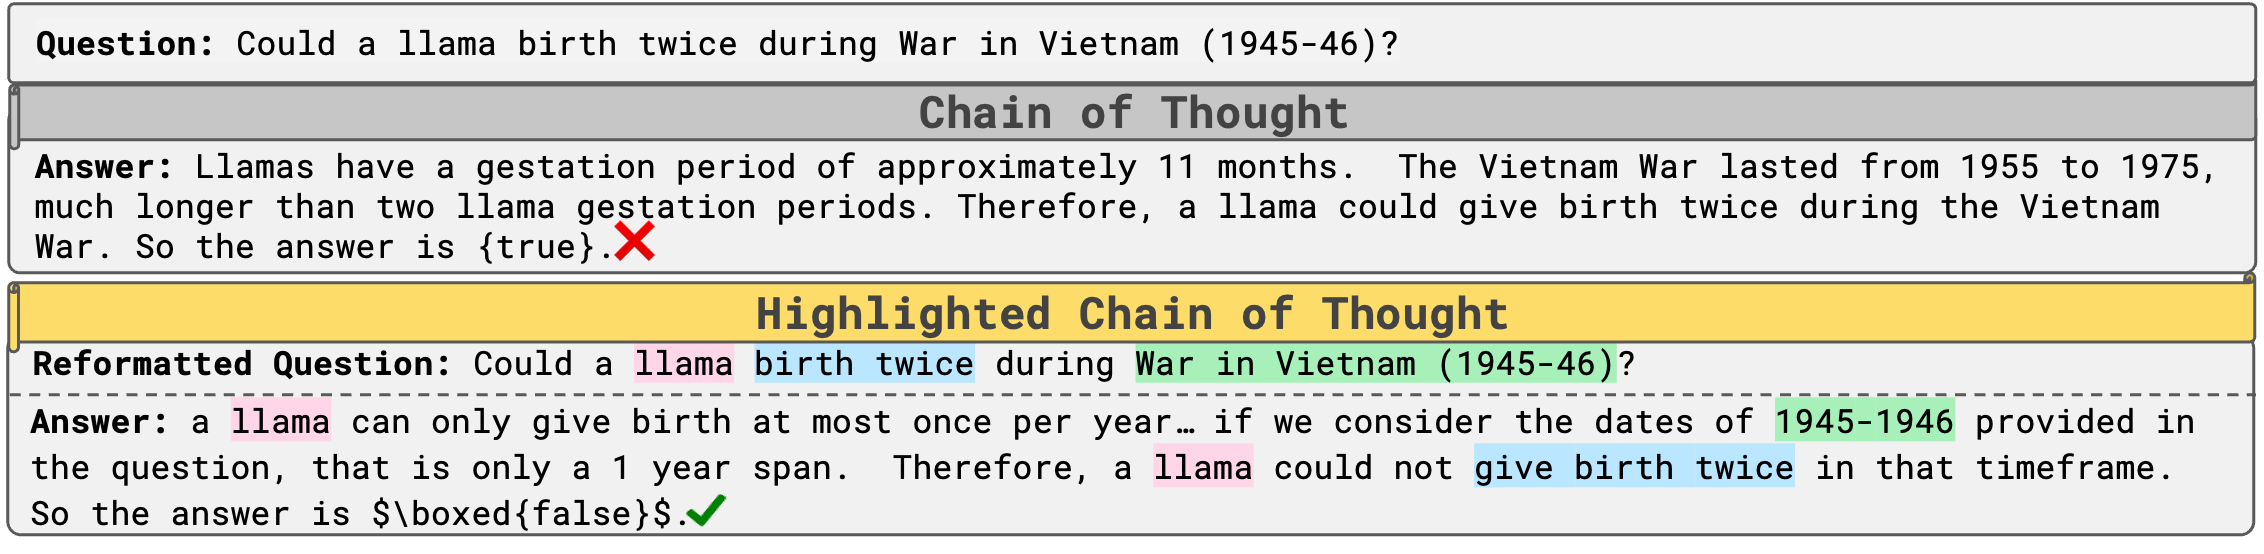 Question: Could a llama birth twice during War in Vietnam (1945-46)?
Chain of Thought
Answer: Llamas have a gestation period of approximately 11 months.  The Vietnam War lasted from 1955 to 1975,
much longer than two llama gestation periods. Therefore, a llama could give birth twice during the Vietnam
War. So the answer is {true}.
Highlighted Chain of Thought
Reformatted Question: Could a llama birth twice during War in Vietnam (1945-46)?
Answer: a llama can only give birth at most once per year… if we consider the dates of 1945-1946 provided in
the question, that is only a 1 year span.  Therefore, a llama could not give birth twice in that timeframe.
So the answer is $\boxed{false}$.